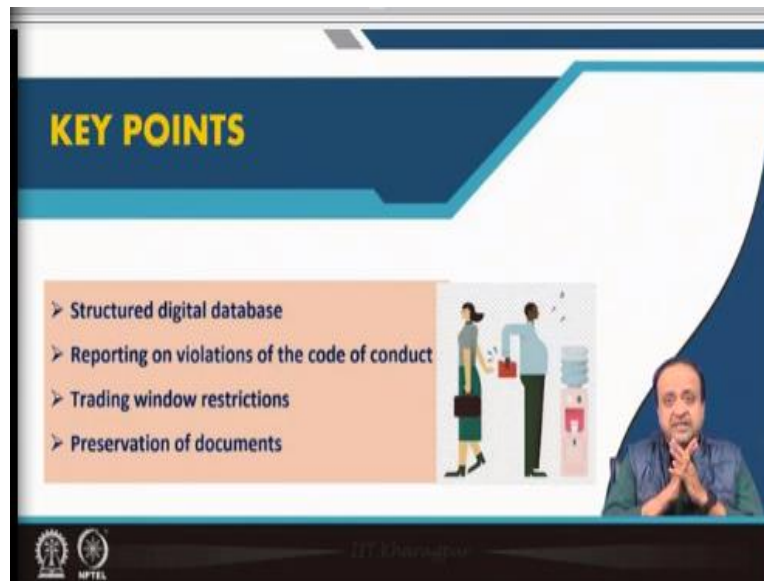 KEY POINTS
➢ Structured digital database
➢ Reporting on violations of the code of conduct
➢ Trading window restrictions
➢ Preservation of documents
IIT Kharagpur
NPTEL